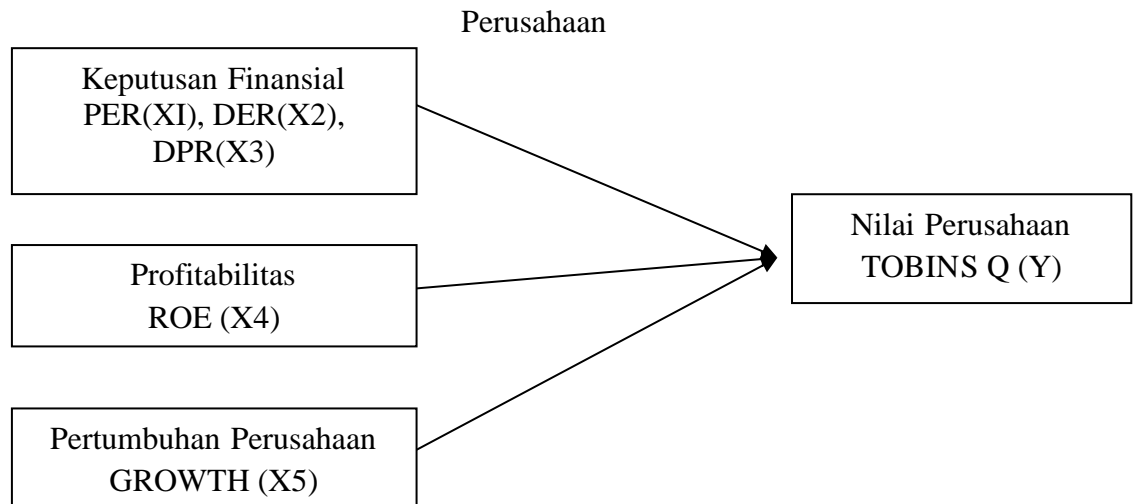 Perusahaan
Keputusan Finansial
PER(XI), DER(X2),
DPR(X3)
Profitabilitas
ROE (X4)
Pertumbuhan Perusahaan
GROWTH (X5)
Nilai Perusahaan
TOBINS Q (Y)